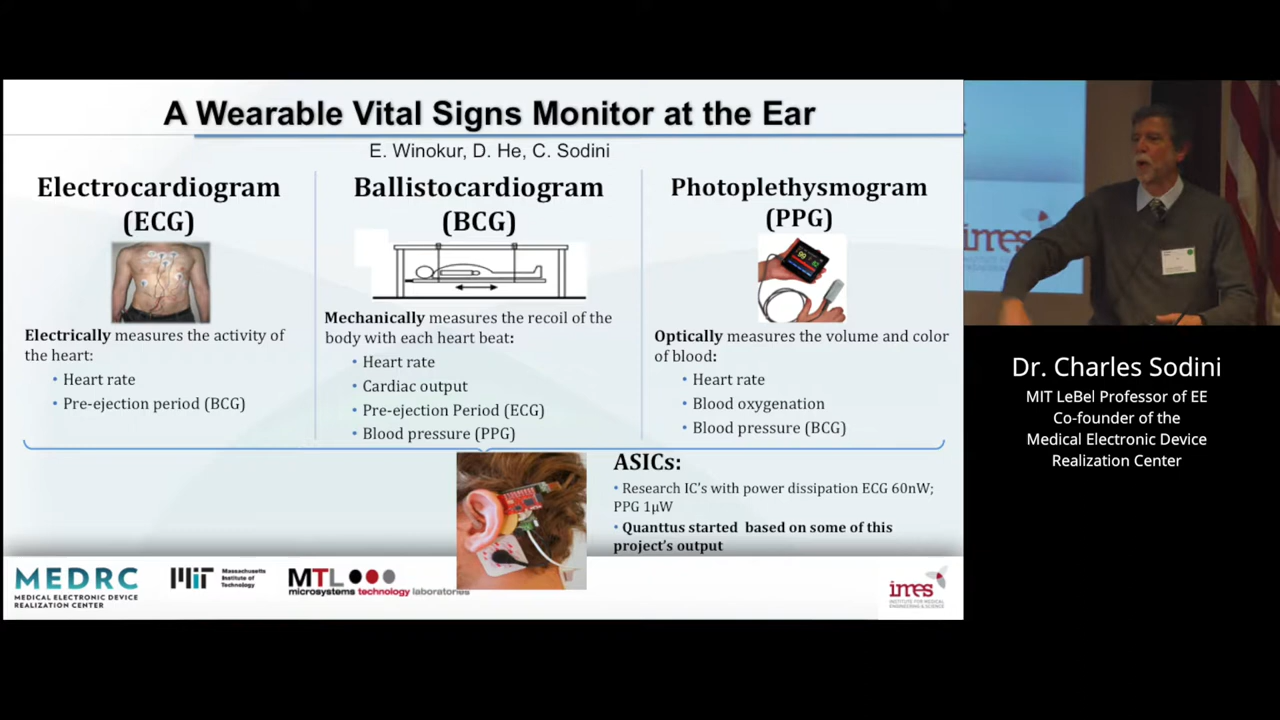 A Wearable Vital Signs Monitor at the Ear
E. Winokur, D. He, C. Sodini
Electrocardiogram
(ECG)
Electrically measures the activity of
the heart:
• Heart rate
• Pre-ejection period (BCG)
Ballistocardiogram
(BCG)
Mechanically measures the recoil of the
body with each heart beat:
• Heart rate
• Cardiac output
• Pre-ejection Period (ECG)
• Blood pressure (PPG)
Photoplethysmogram
(PPG)
Optically measures the volume and color
of blood:
• Heart rate
• Blood oxygenation
• Blood pressure (BCG)
ASICs:
• Research IC's with power dissipation ECG 60nW;
PPG 1µW
• Quanttus started based on some of this
project's output
MEDRC
MEDICAL ELECTRONIC DEVICE
REALIZATION CENTER
MIT
Massachusetts
Institute of
Technology
MTL
microsystems technology laboratories
imes
INSTITUTE FOR MEDICAL
ENGINEERING & SCIENCE
imes
Dr. Charles Sodini
MIT LeBel Professor of EE
Co-founder of the
Medical Electronic Device
Realization Center